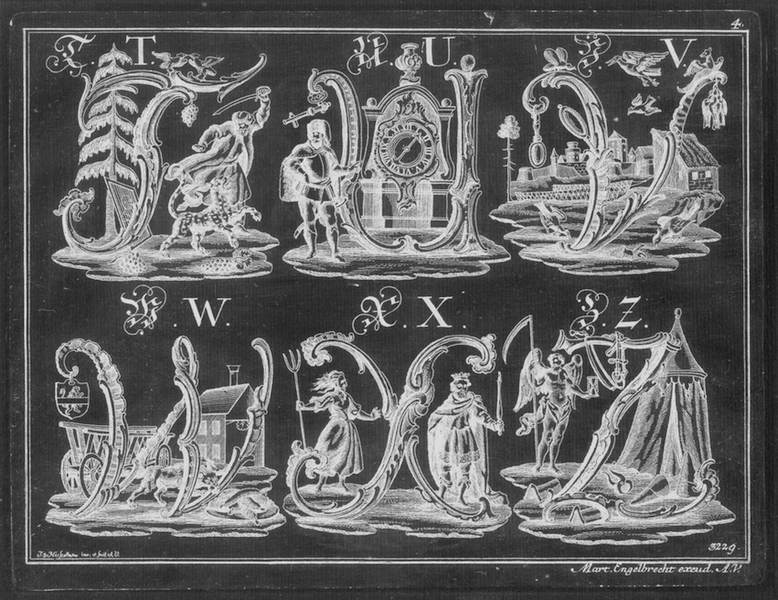 4.
T. T. U. U. V. V.
W. W. X. X. Z. Z.
3229.
Mart. Engelbrecht excud. A.V.